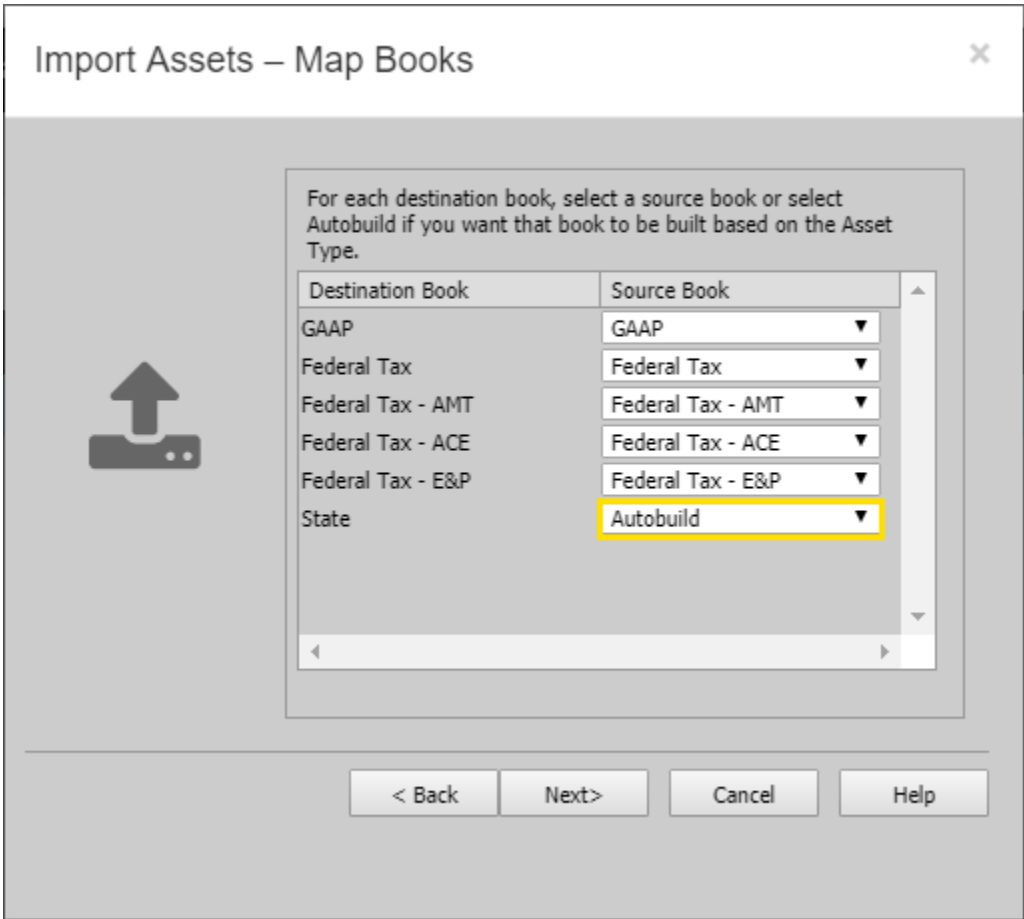 Import Assets – Map Books
×
For each destination book, select a source book or select
Autobuild if you want that book to be built based on the Asset
Type.
Destination Book Source Book
GAAP GAAP
Federal Tax Federal Tax
Federal Tax - AMT Federal Tax - AMT
Federal Tax - ACE Federal Tax - ACE
Federal Tax - E&P Federal Tax - E&P
State Autobuild
< Back Next> Cancel Help